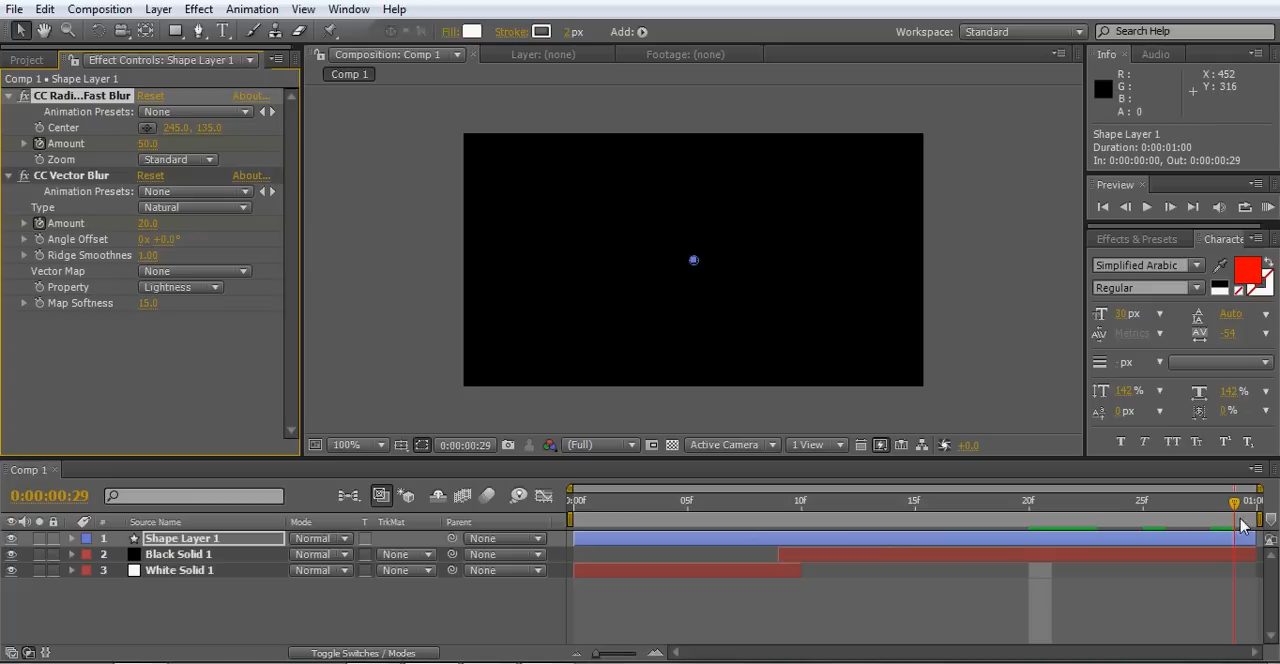 File Edit Composition Layer Effect Animation View Window Help
Fill: Stroke: 2 px Add: Workspace: Standard Search Help
Project Effect Controls: Shape Layer 1 Composition: Comp 1 Layer: (none) Footage: (none) Info Audio
Comp 1 • Shape Layer 1 Comp 1
CC Radi...Fast Blur Reset About...
Animation Presets: None
Center 245.0, 135.0
Amount 50.0
Zoom Standard
CC Vector Blur Reset About...
Animation Presets: None
Type Natural
Amount 20.0
Angle Offset 0x +0.0°
Ridge Smoothnes 1.00
Vector Map None
Property Lightness
Map Softness 15.0
R: X: 452
G: Y: 316
B:
A: 0
Shape Layer 1
Duration: 0:00:01:00
In: 0:00:00:00, Out: 0:00:00:29
Preview
Effects & Presets Characte
Simplified Arabic
Regular
30 px Auto
Metrics -54
- px
142 % 142 %
0 px 0 %
T T TT Tt T¹ T,
100% 0:00:00:29 (Full) Active Camera 1 View +0.0
Comp 1
0:00:00:29 0:00f 05f 10f 15f 20f 25f 01:0
# Source Name Mode T TrkMat Parent
1 Shape Layer 1 Normal None
2 Black Solid 1 Normal None None
3 White Solid 1 Normal None None
Toggle Switches / Modes